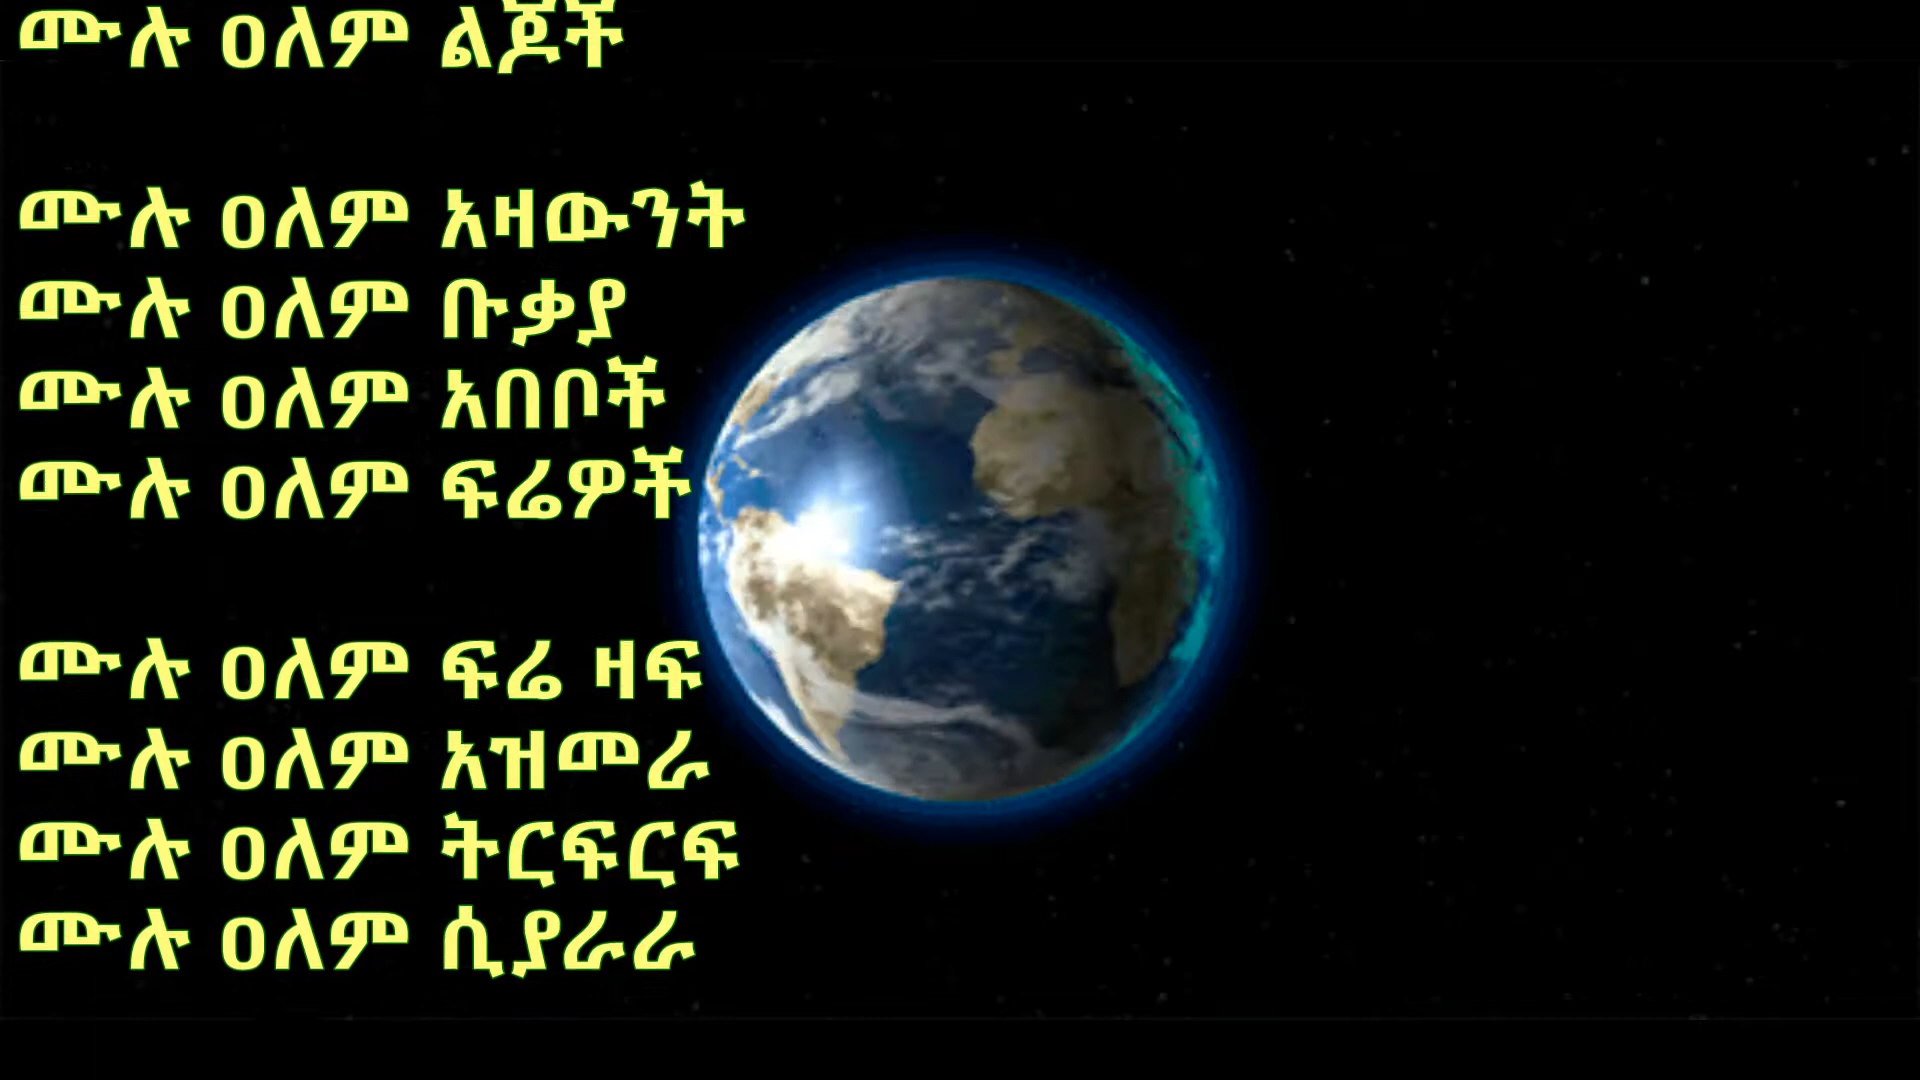 ሙሉ ዐለም ልጆች
ሙሉ ዐለም አዛውንት
ሙሉ ዐለም ቡቃያ
ሙሉ ዐለም አበቦች
ሙሉ ዐለም ፍሬዎች
ሙሉ ዐለም ፍሬ ዛፍ
ሙሉ ዐለም አዝመራ
ሙሉ ዐለም ትርፍርፍ
ሙሉ ዐለም ሲያራራ